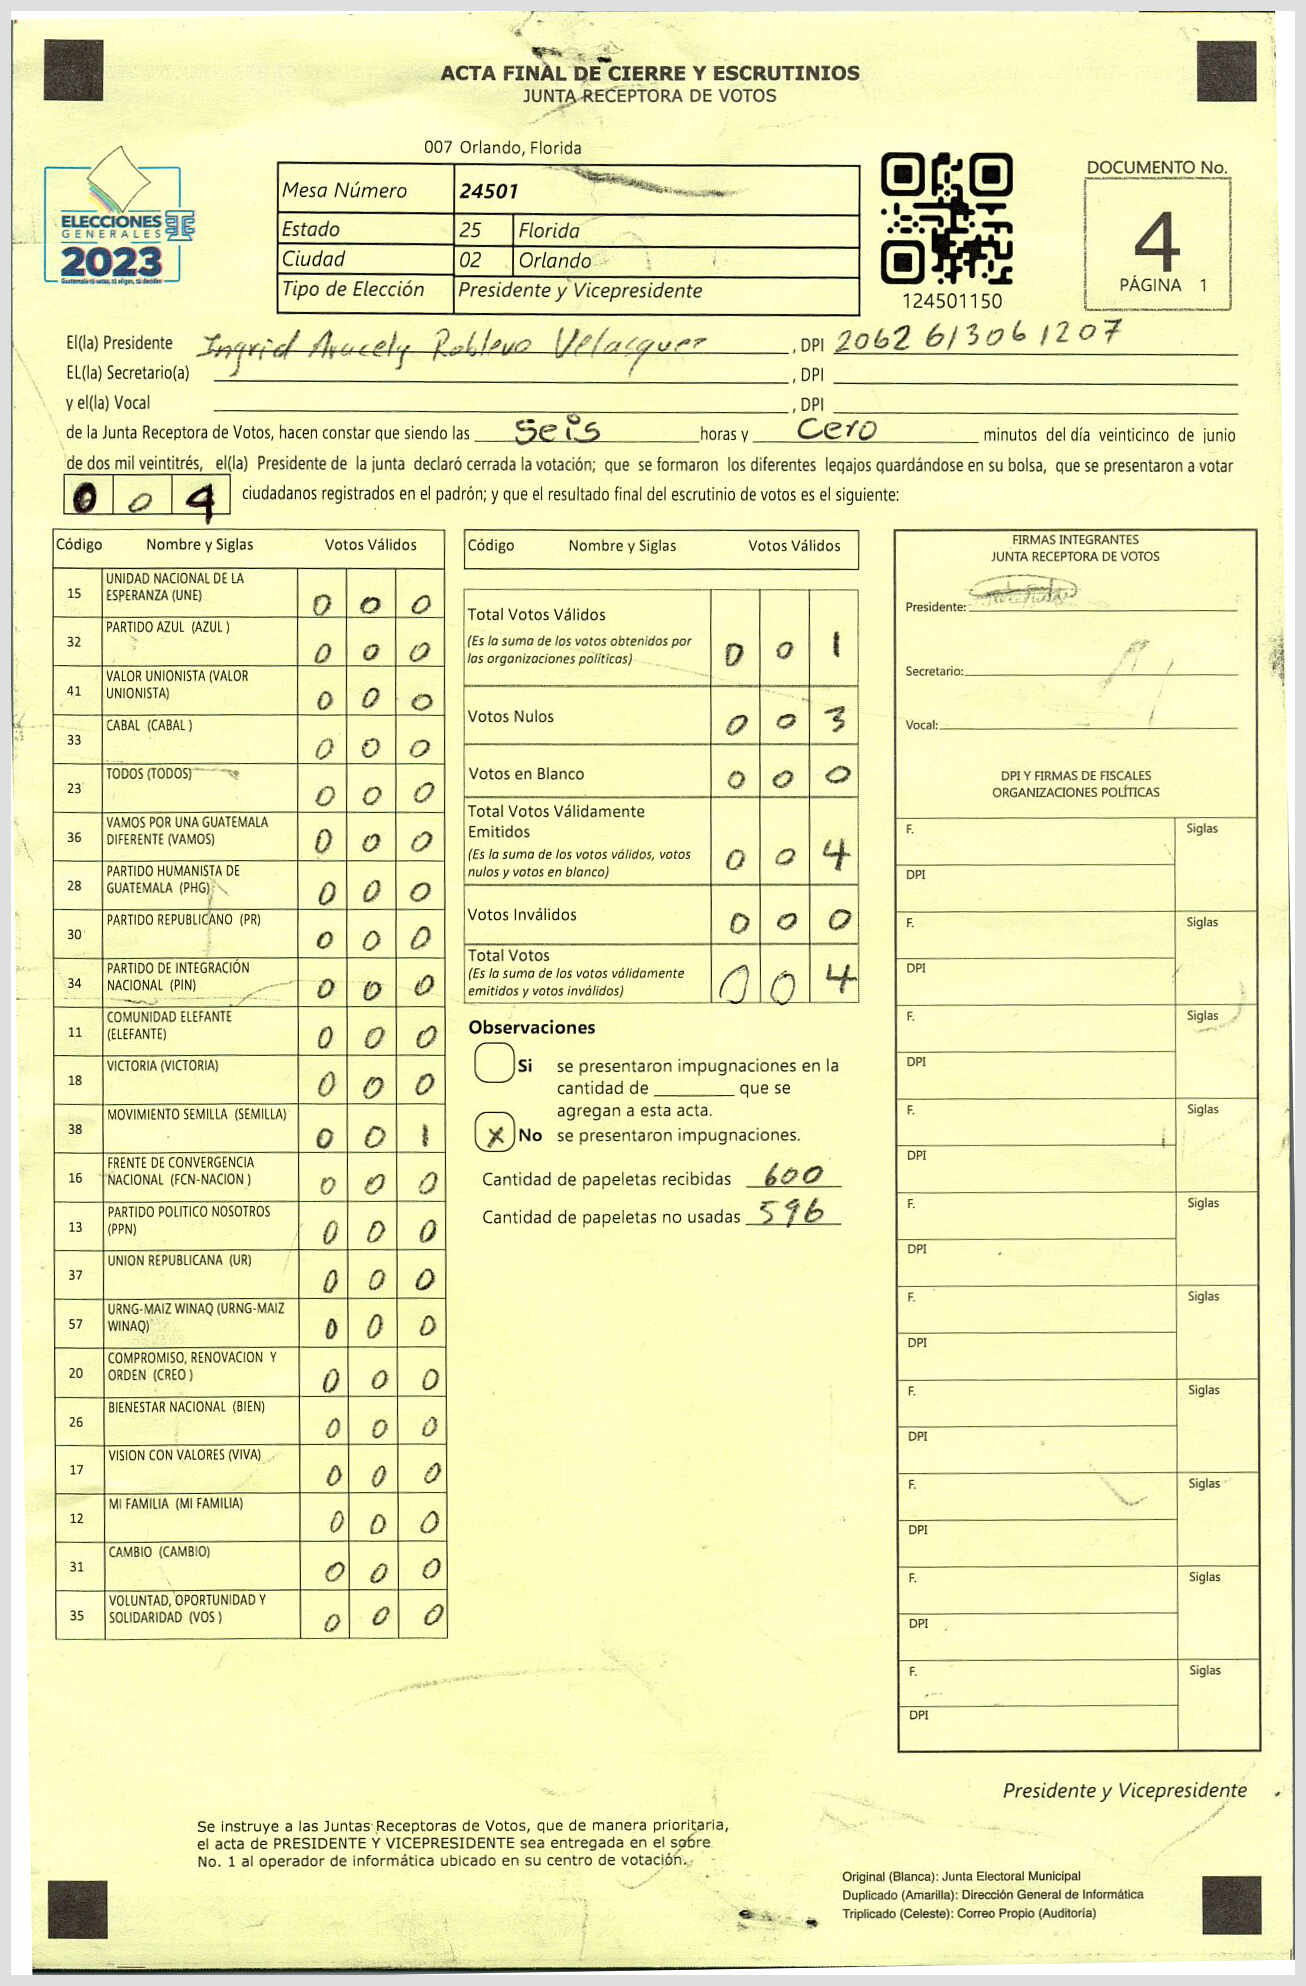 ACTA FINAL DE CIERRE Y ESCRUTINIOS
JUNTA RECEPTORA DE VOTOS
007 Orlando, Florida
ELECCIONES
GENERALES
2023
Mesa Número 24501
Estado 25 Florida
Ciudad 02 Orlando
Tipo de Elección Presidente y Vicepresidente
124501150
DOCUMENTO No.
4
PÁGINA 1
El(la) Presidente Ingrid Aracely Roblero Velasquez, DPI 2062 61306 1207
EL(la) Secretario(a) , DPI
y el(la) Vocal , DPI
de la Junta Receptora de Votos, hacen constar que siendo las Seis horas y Cero minutos del día veinticinco de junio
de dos mil veintitrés, el(la) Presidente de la junta declaró cerrada la votación; que se formaron los diferentes legajos guardándose en su bolsa, que se presentaron a votar
0 0 4 ciudadanos registrados en el padrón; y que el resultado final del escrutinio de votos es el siguiente:
Código Nombre y Siglas Votos Válidos
15 UNIDAD NACIONAL DE LA
ESPERANZA (UNE) 0 0 0
32 PARTIDO AZUL (AZUL ) 0 0 0
41 VALOR UNIONISTA (VALOR
UNIONISTA) 0 0 0
33 CABAL (CABAL ) 0 0 0
23 TODOS (TODOS) 0 0 0
36 VAMOS POR UNA GUATEMALA
DIFERENTE (VAMOS) 0 0 0
28 PARTIDO HUMANISTA DE
GUATEMALA (PHG) 0 0 0
30 PARTIDO REPUBLICANO (PR) 0 0 0
34 PARTIDO DE INTEGRACIÓN
NACIONAL (PIN) 0 0 0
11 COMUNIDAD ELEFANTE
(ELEFANTE) 0 0 0
18 VICTORIA (VICTORIA) 0 0 0
38 MOVIMIENTO SEMILLA (SEMILLA) 0 0 1
16 FRENTE DE CONVERGENCIA
NACIONAL (FCN-NACION ) 0 0 0
13 PARTIDO POLITICO NOSOTROS
(PPN) 0 0 0
37 UNION REPUBLICANA (UR) 0 0 0
57 URNG-MAIZ WINAQ (URNG-MAIZ
WINAQ) 0 0 0
20 COMPROMISO, RENOVACION Y
ORDEN (CREO ) 0 0 0
26 BIENESTAR NACIONAL (BIEN) 0 0 0
17 VISION CON VALORES (VIVA) 0 0 0
12 MI FAMILIA (MI FAMILIA) 0 0 0
31 CAMBIO (CAMBIO) 0 0 0
35 VOLUNTAD, OPORTUNIDAD Y
SOLIDARIDAD (VOS ) 0 0 0
Código Nombre y Siglas Votos Válidos
Total Votos Válidos
(Es la suma de los votos obtenidos por
las organizaciones políticas) 0 0 1
Votos Nulos 0 0 3
Votos en Blanco 0 0 0
Total Votos Válidamente
Emitidos
(Es la suma de los votos válidos, votos
nulos y votos en blanco) 0 0 4
Votos Inválidos 0 0 0
Total Votos
(Es la suma de los votos válidamente
emitidos y votos inválidos) 0 0 4
Observaciones
Si se presentaron impugnaciones en la
cantidad de ________ que se
agregan a esta acta.
X No se presentaron impugnaciones.
Cantidad de papeletas recibidas 600
Cantidad de papeletas no usadas 596
FIRMAS INTEGRANTES
JUNTA RECEPTORA DE VOTOS
Presidente:
Secretario:
Vocal:
DPI Y FIRMAS DE FISCALES
ORGANIZACIONES POLÍTICAS
F. Siglas
DPI
F. Siglas
DPI
F. Siglas
DPI
F. Siglas
DPI
F. Siglas
DPI
F. Siglas
DPI
F. Siglas
DPI
F. Siglas
DPI
F. Siglas
DPI
F. Siglas
DPI
Presidente y Vicepresidente
Se instruye a las Juntas Receptoras de Votos, que de manera prioritaria,
el acta de PRESIDENTE Y VICEPRESIDENTE sea entregada en el sobre
No. 1 al operador de informática ubicado en su centro de votación.
Original (Blanca): Junta Electoral Municipal
Duplicado (Amarilla): Dirección General de Informática
Triplicado (Celeste): Correo Propio (Auditoría)